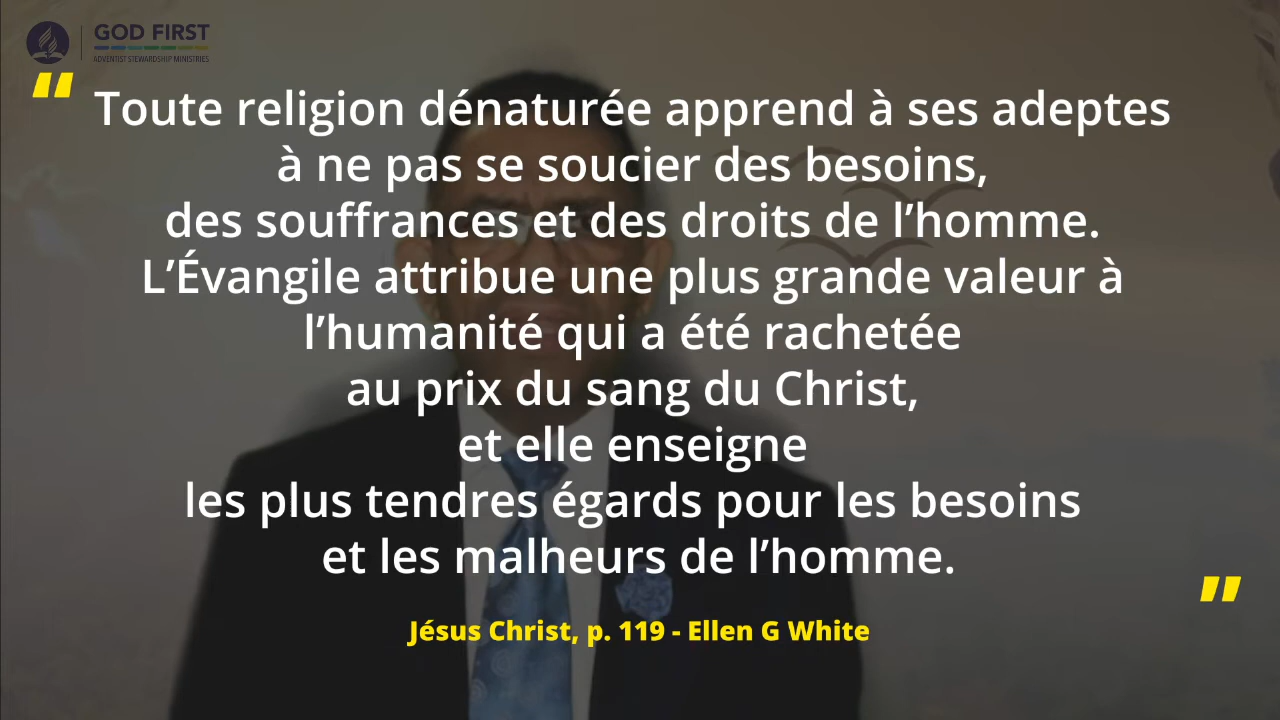 GOD FIRST
ADVENTIST STEWARDSHIP MINISTRIES
"
Toute religion dénaturée apprend à ses adeptes
à ne pas se soucier des besoins,
des souffrances et des droits de l’homme.
L’Évangile attribue une plus grande valeur à
l’humanité qui a été rachetée
au prix du sang du Christ,
et elle enseigne
les plus tendres égards pour les besoins
et les malheurs de l’homme.
"
Jésus Christ, p. 119 - Ellen G White